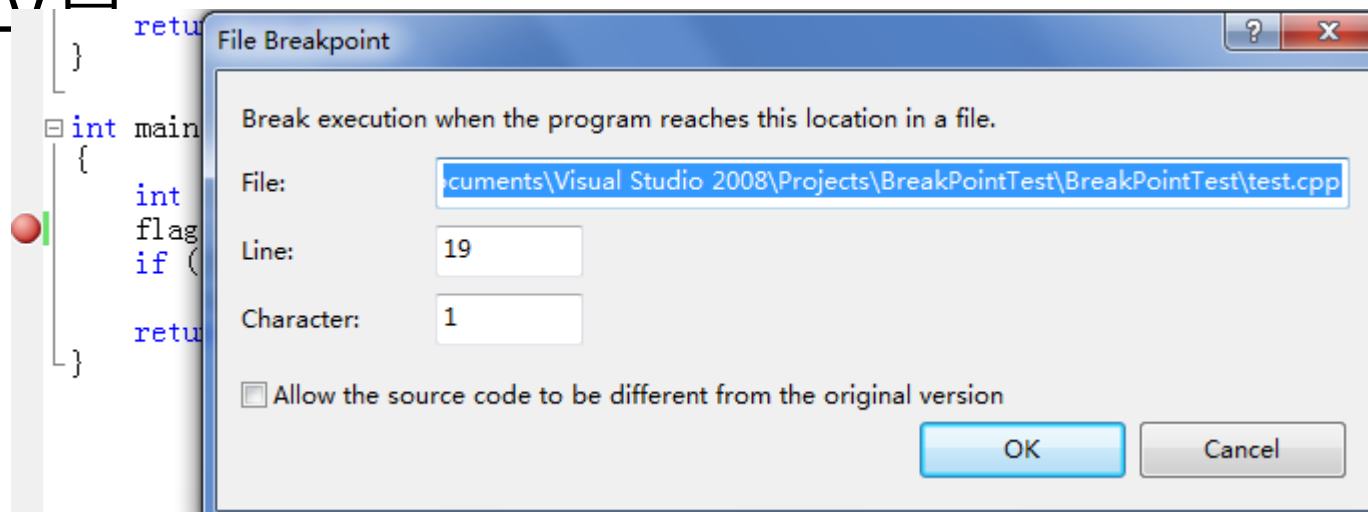 retu
}
int main
{
int
flag
if (
retu
}
File Breakpoint
?
x
Break execution when the program reaches this location in a file.
File:
cuments\Visual Studio 2008\Projects\BreakPointTest\BreakPointTest\test.cpp
Line:
19
Character:
1
Allow the source code to be different from the original version
OK
Cancel